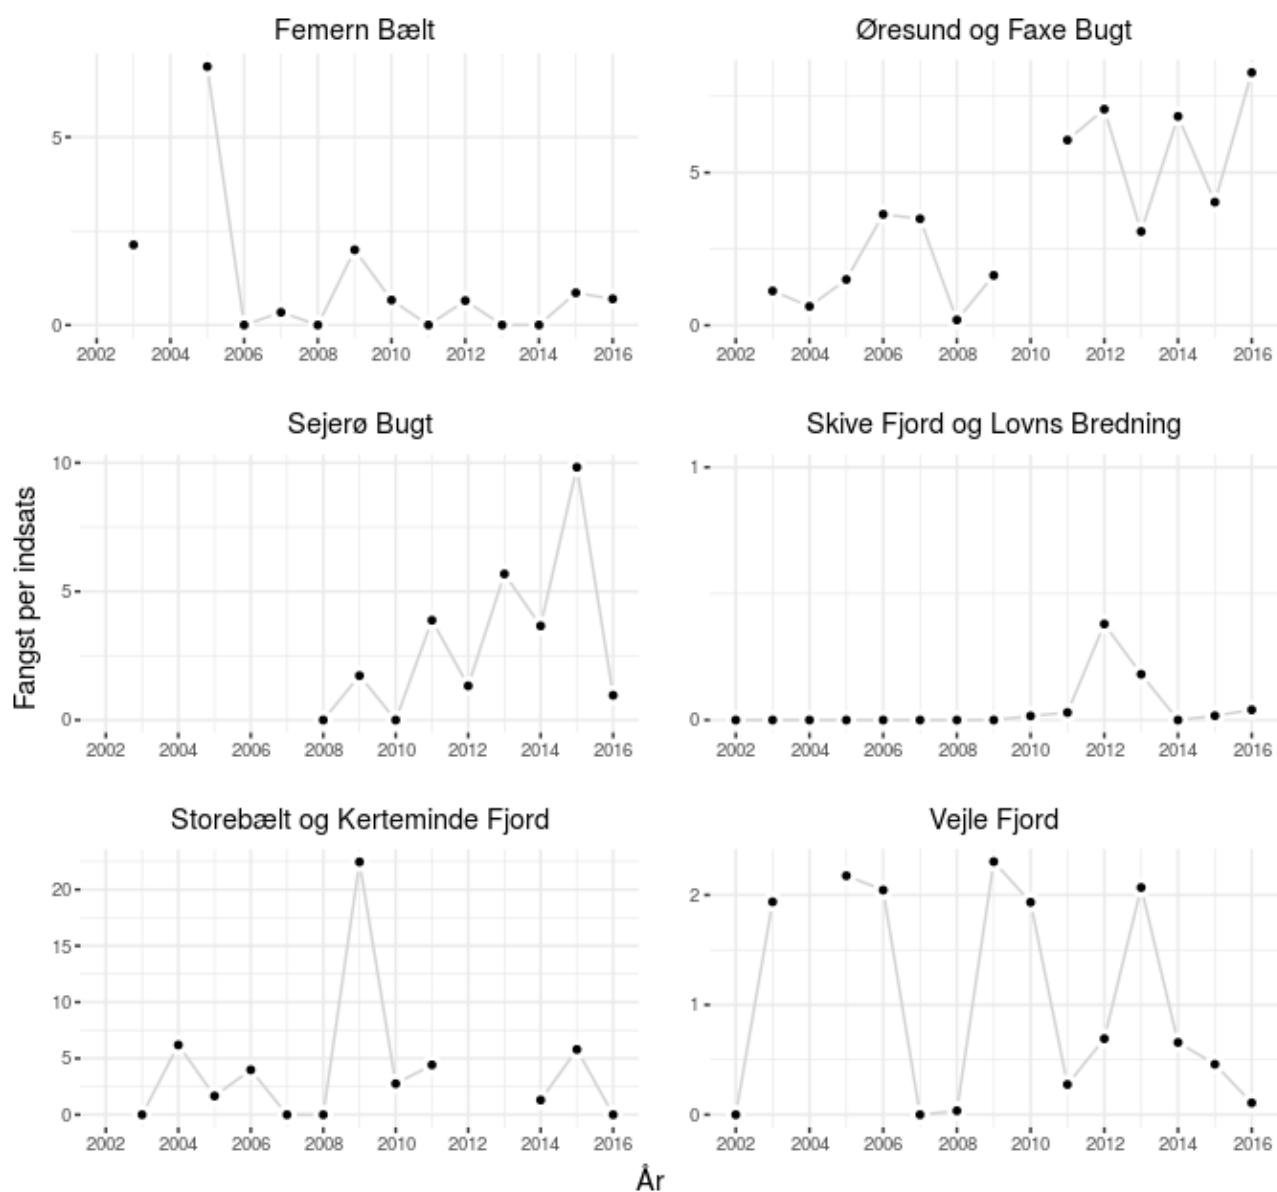 Femern Bælt
5
0
2002 2004 2006 2008 2010 2012 2014 2016
Øresund og Faxe Bugt
5
0
2002 2004 2006 2008 2010 2012 2014 2016
Fangst per indsats
Sejerø Bugt
10
5
0
2002 2004 2006 2008 2010 2012 2014 2016
Skive Fjord og Lovns Bredning
1
0
2002 2004 2006 2008 2010 2012 2014 2016
Storebælt og Kerteminde Fjord
20
15
10
5
0
2002 2004 2006 2008 2010 2012 2014 2016
Vejle Fjord
2
1
0
2002 2004 2006 2008 2010 2012 2014 2016
År